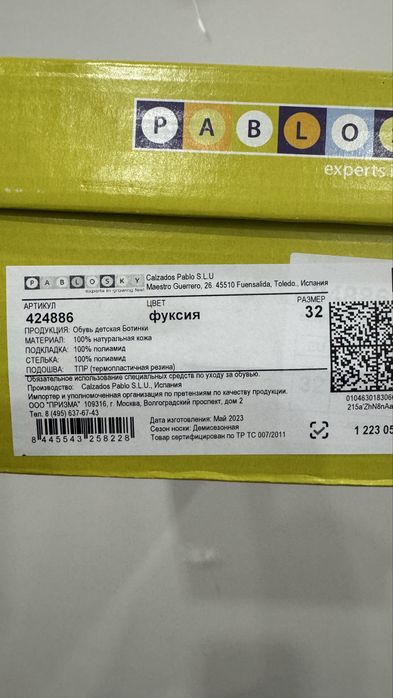 PABLOS
experts i
PABLOSKY
experts in growing feet
Calzados Pablo S.L.U
Maestro Guerrero, 26. 45510 Fuensalida, Toledo., Испания
АРТИКУЛ ЦВЕТ РАЗМЕР
424886 фуксия 32
ПРОДУКЦИЯ: Обувь детская Ботинки
МАТЕРИАЛ: 100% натуральная кожа
ПОДКЛАДКА: 100% полиамид
СТЕЛЬКА: 100% полиамид
ПОДОШВА: ТПР (термопластичная резина)
Обязательное использование специальных средств по уходу за обувью.
Производство: Calzados Pablo S.L.U., Испания
Импортер и уполномоченная организация по претензиям по качеству продукции.
ООО "ПРИЗМА" 109316, г. Москва, Волгоградский проспект, дом 2
Тел. 8 (495) 637-67-43
8 445543 258228
Дата изготовления: Май 2023
Сезон носки: Демисезонная
Товар сертифицирован по ТР ТС 007/2011
0104630183066
215a'ZhN8nAa
1 223 05